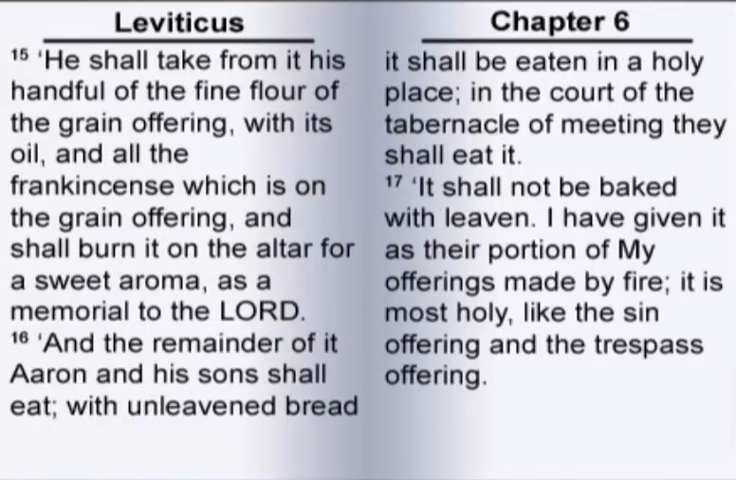 Leviticus
¹⁵ ‘He shall take from it his
handful of the fine flour of
the grain offering, with its
oil, and all the
frankincense which is on
the grain offering, and
shall burn it on the altar for
a sweet aroma, as a
memorial to the LORD.
¹⁶ ‘And the remainder of it
Aaron and his sons shall
eat; with unleavened bread
Chapter 6
it shall be eaten in a holy
place; in the court of the
tabernacle of meeting they
shall eat it.
¹⁷ ‘It shall not be baked
with leaven. I have given it
as their portion of My
offerings made by fire; it is
most holy, like the sin
offering and the trespass
offering.